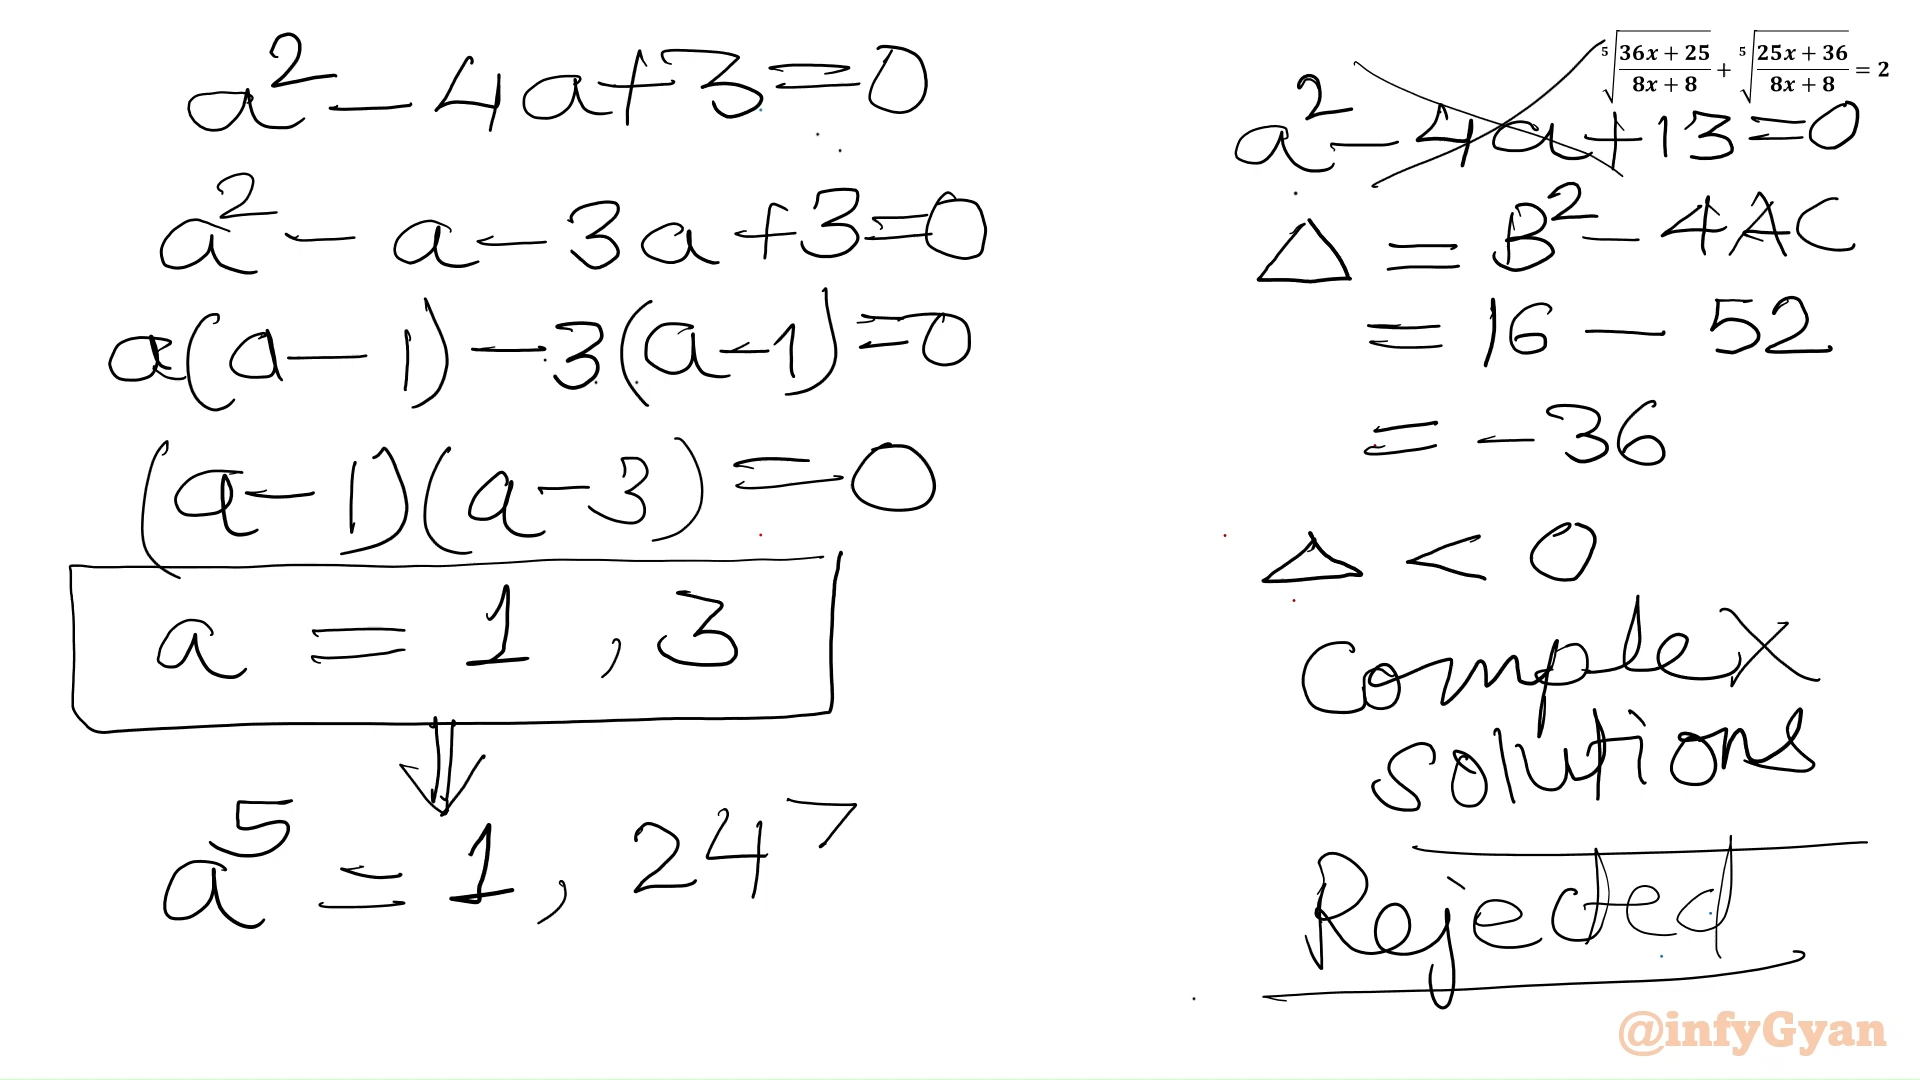 a² - 4a + 3 = 0
a² - a - 3a + 3 = 0
a(a - 1) - 3(a - 1) = 0
(a - 1)(a - 3) = 0
a = 1 , 3
a⁵ = 1 , 247
⁵√((36x + 25)/(8x + 8)) + ⁵√((25x + 36)/(8x + 8)) = 2
a² - 4a + 13 = 0
Δ = B² - 4AC
= 16 - 52
= - 36
Δ < 0
complex
solutions
Rejected
@infyGyan